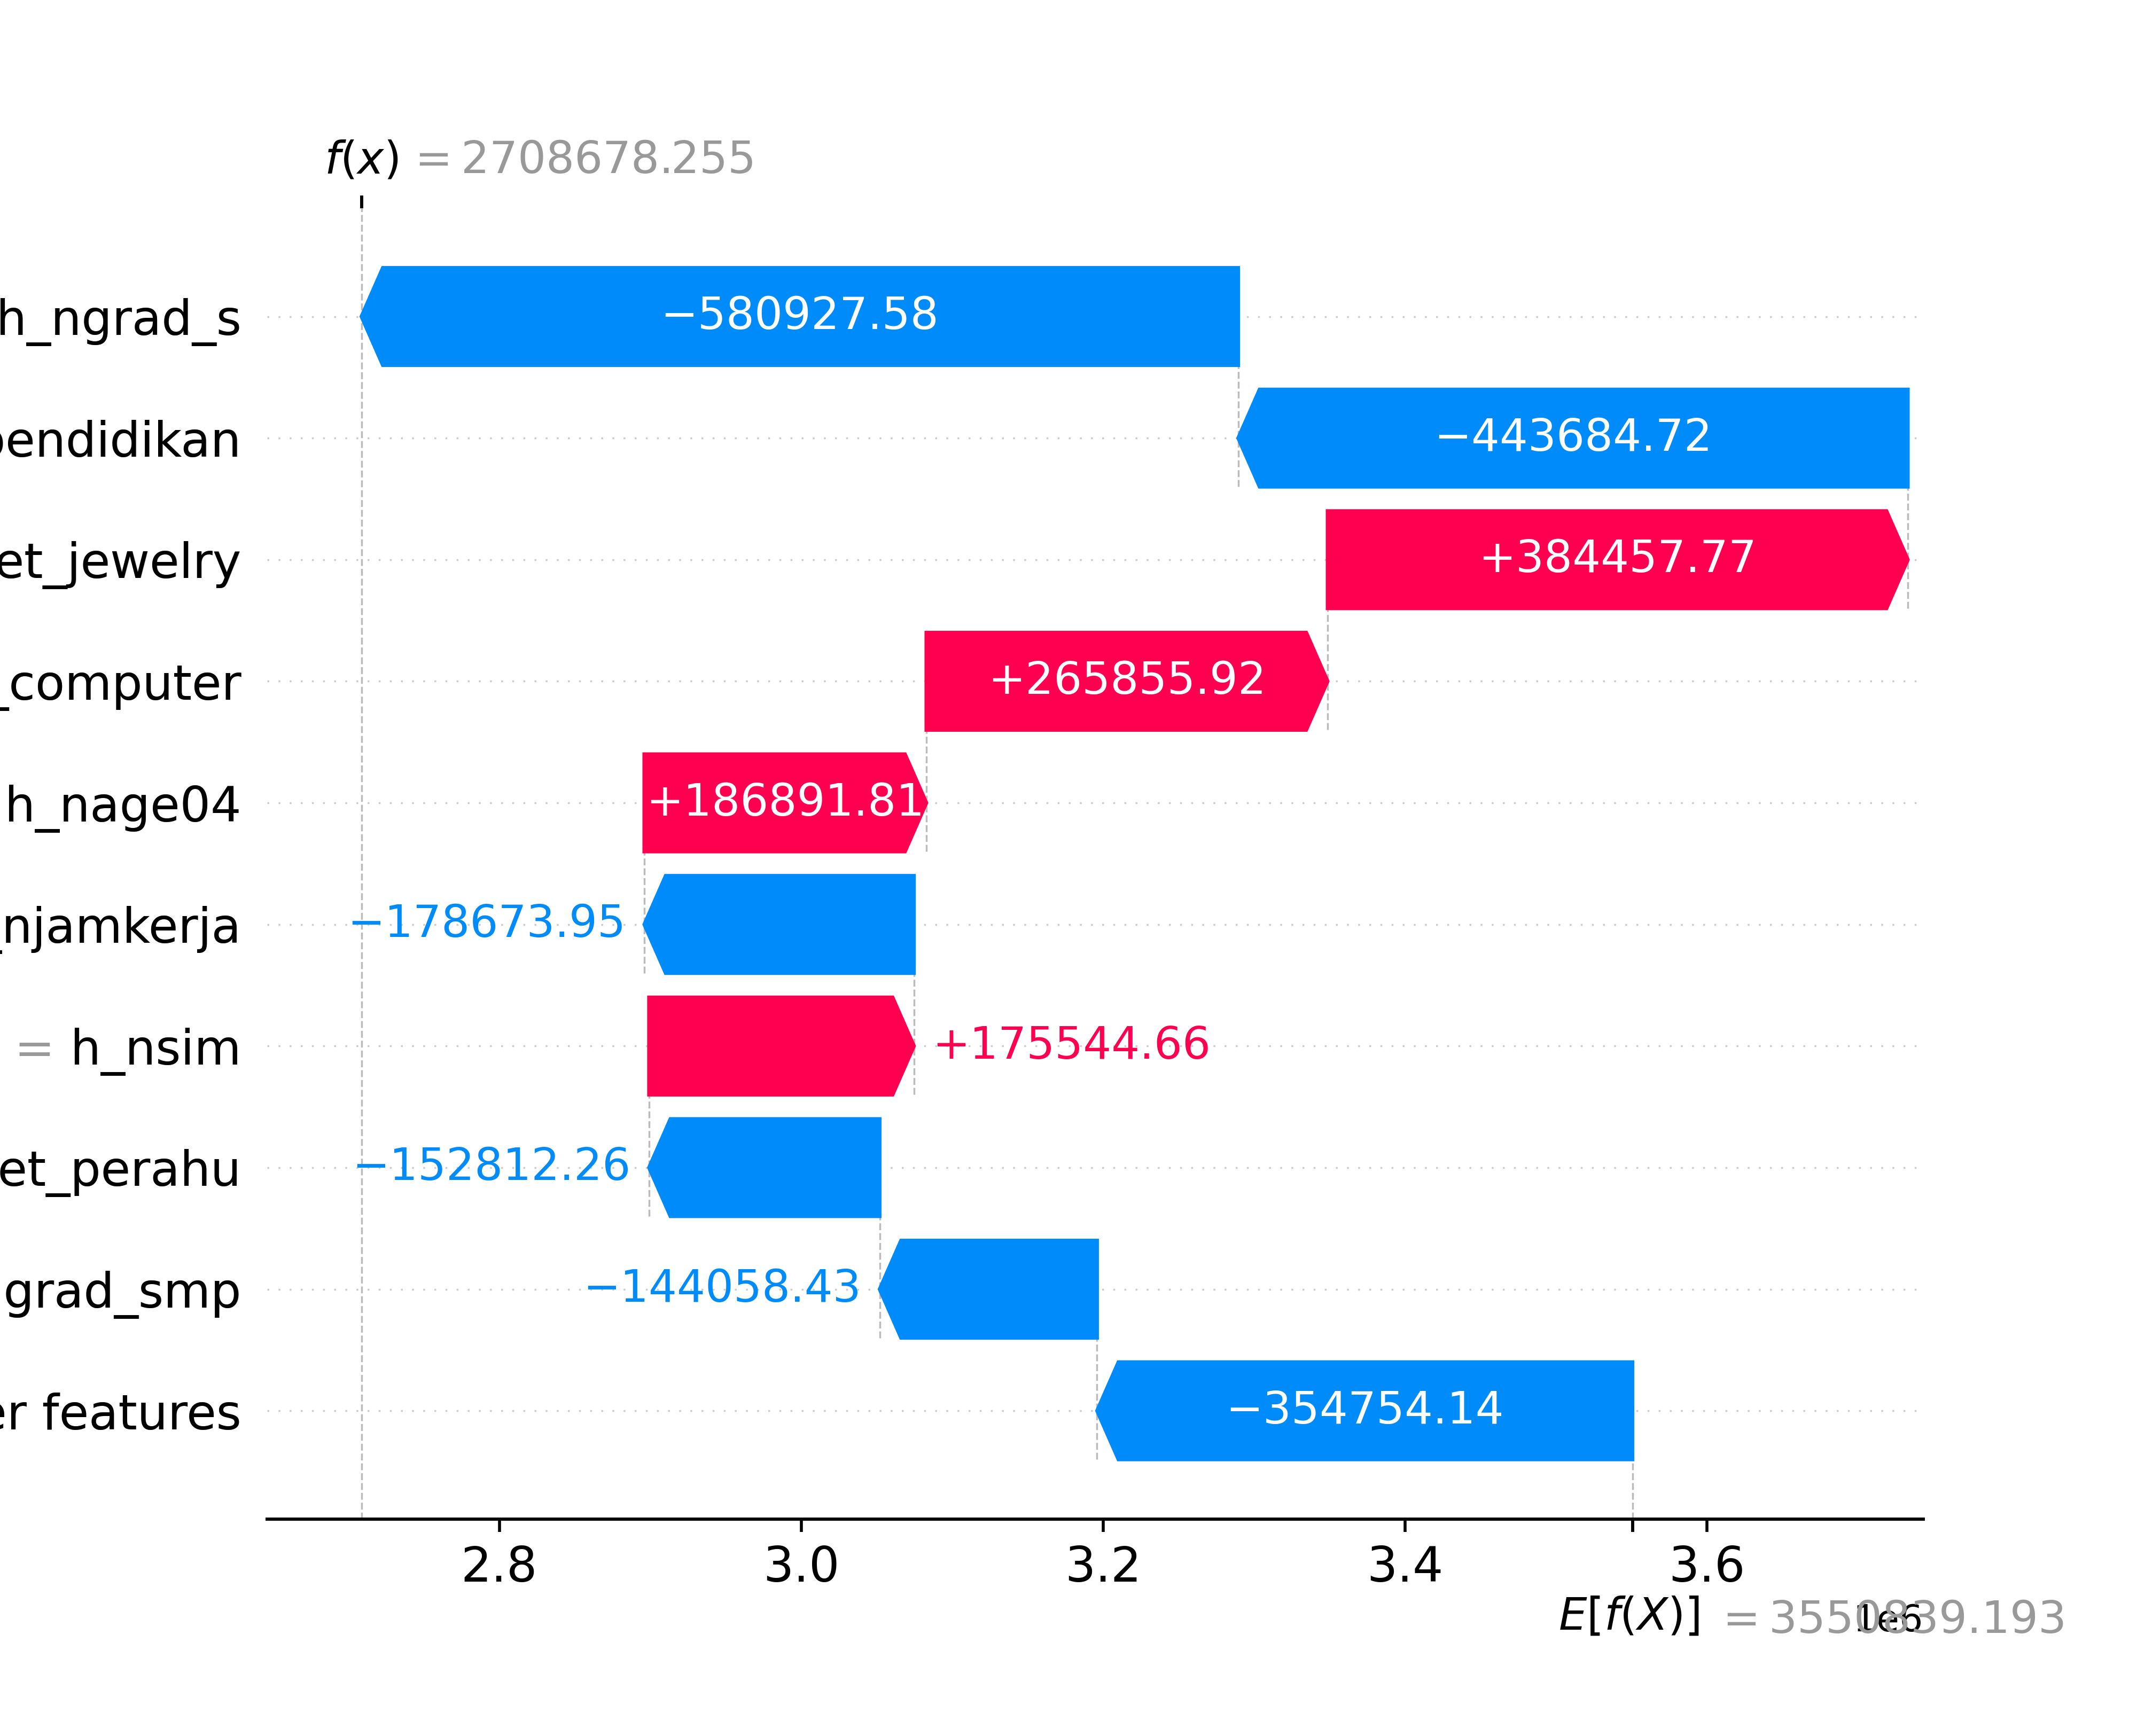 f(x) = 2708678.255
h_ngrad_s −580927.58
pendidikan −443684.72
et_jewelry +384457.77
_computer +265855.92
h_nage04 +186891.81
njamkerja −178673.95
= h_nsim +175544.66
et_perahu −152812.26
grad_smp −144058.43
er features −354754.14
2.8 3.0 3.2 3.4 3.6
E[f(X)] = 3550839.193
1e6